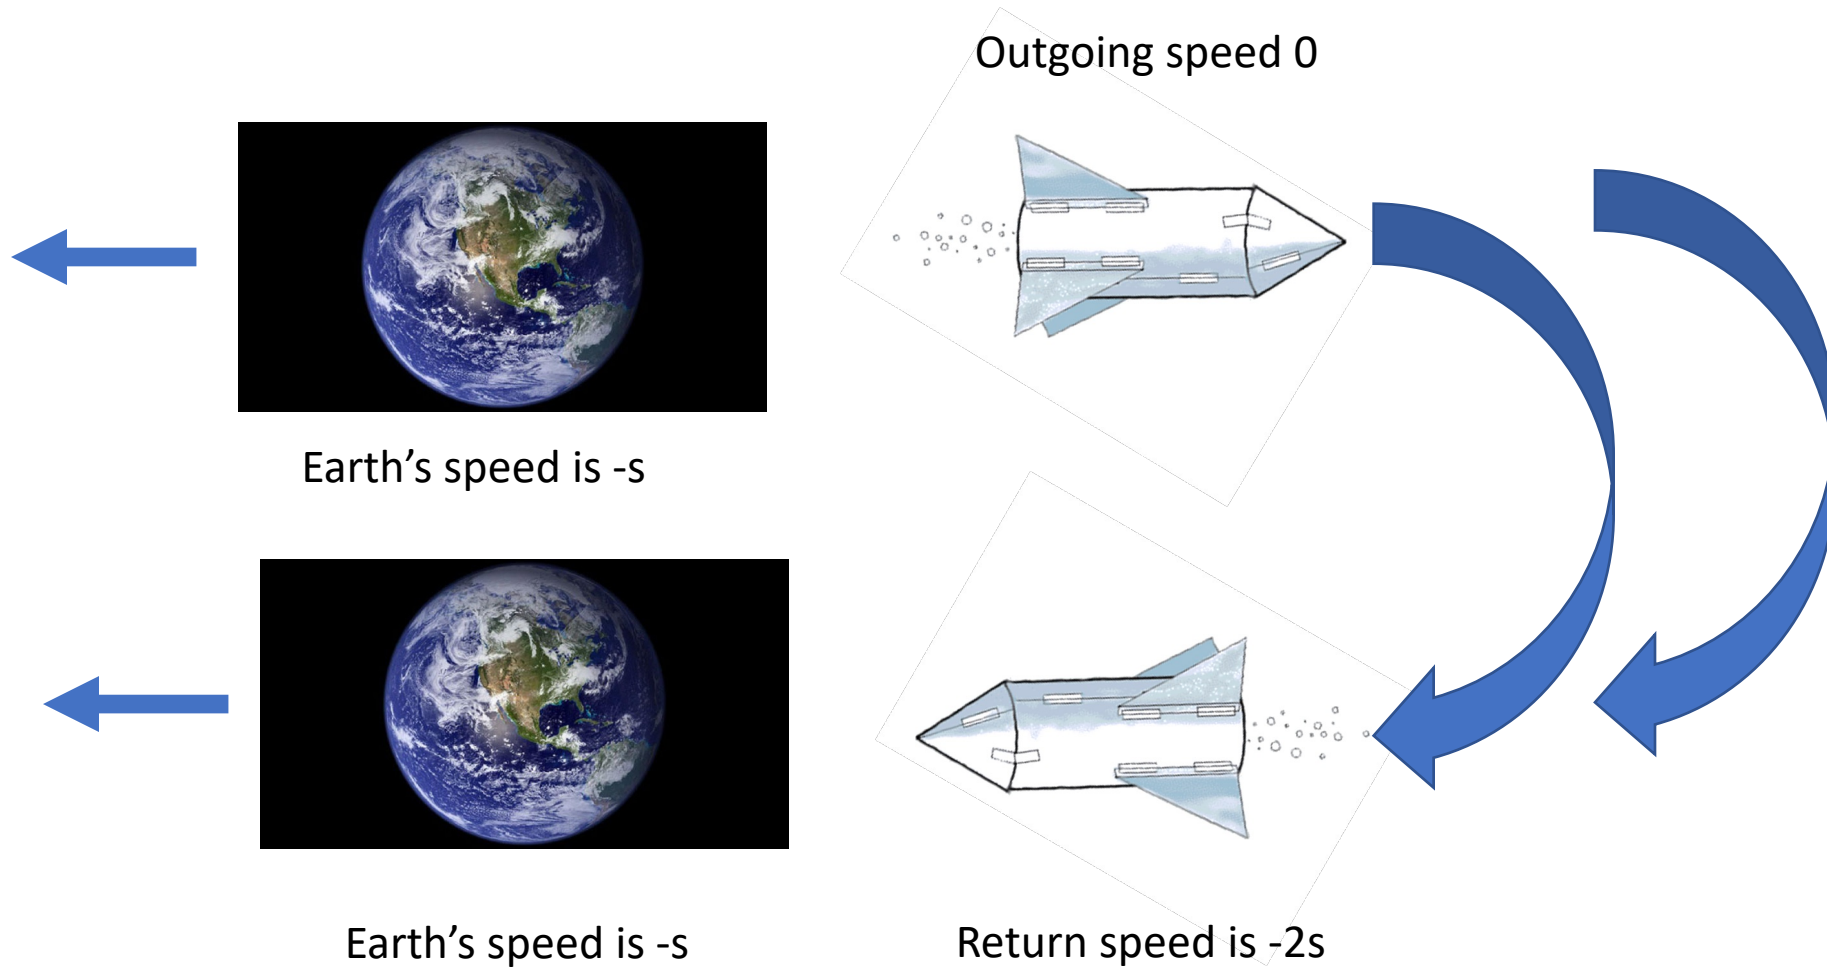 Outgoing speed 0
Earth’s speed is -s
Earth’s speed is -s
Return speed is -2s